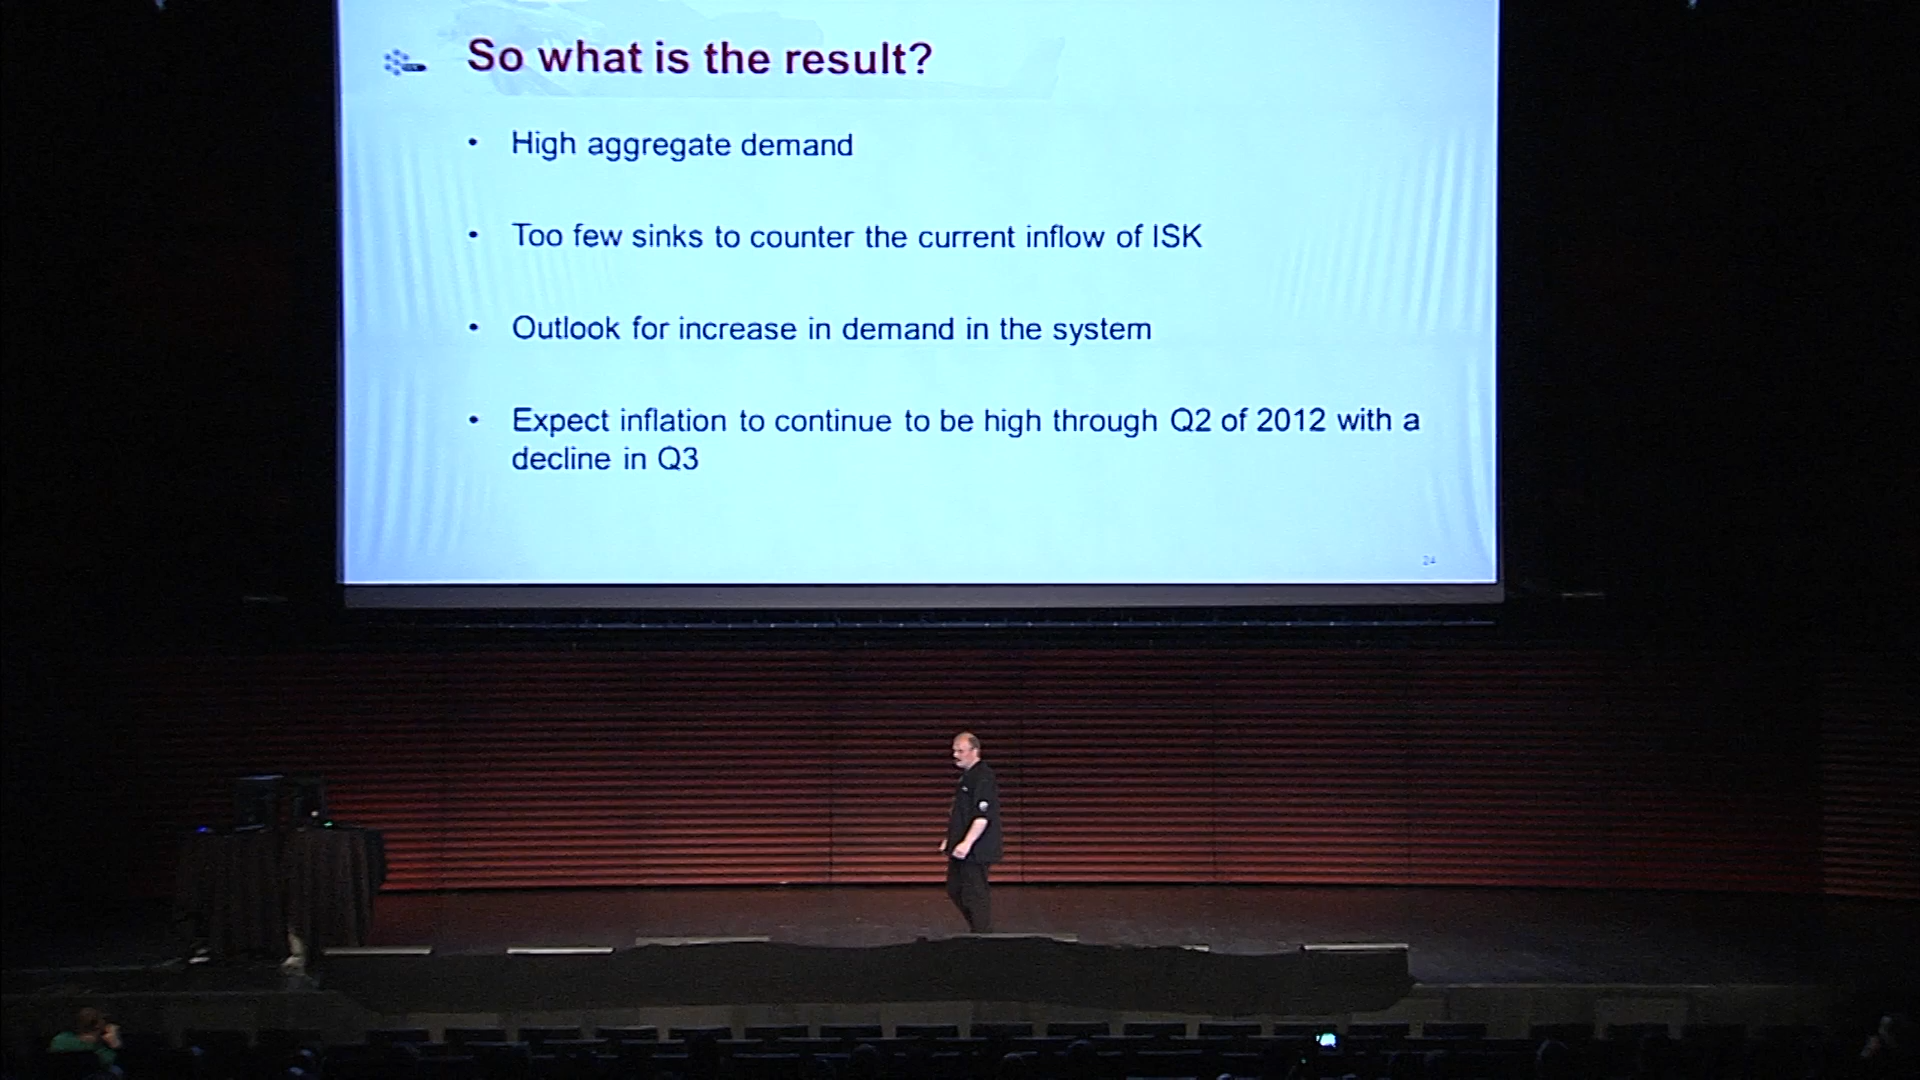 So what is the result?
• High aggregate demand
• Too few sinks to counter the current inflow of ISK
• Outlook for increase in demand in the system
• Expect inflation to continue to be high through Q2 of 2012 with a
decline in Q3
24